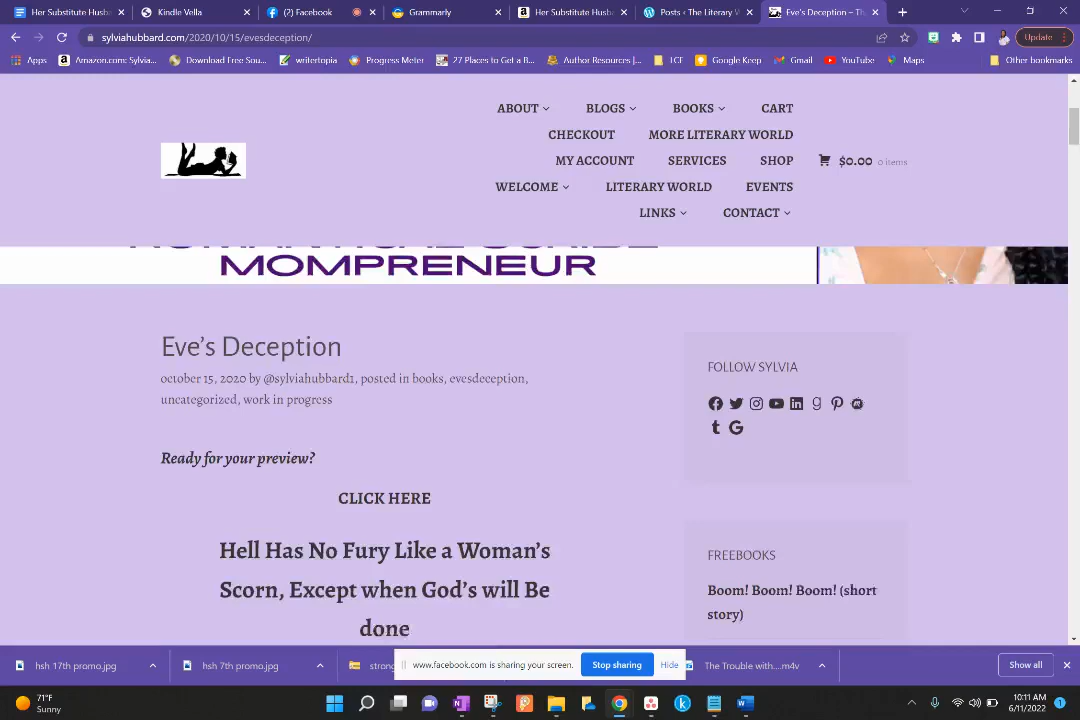 Her Substitute Husb
Kindle Vella
(2) Facebook
Grammarly
Her Substitute Husb
Posts ‹ The Literary W
Eve's Deception – Th
sylviahubbard.com/2020/10/15/evesdeception/
Update
Apps
Amazon.com: Sylvia...
Download Free Sou...
writertopia
Progress Meter
27 Places to Get a B...
Author Resources |...
LCF
Google Keep
Gmail
YouTube
Maps
Other bookmarks
ABOUT
BLOGS
BOOKS
CART
CHECKOUT
MORE LITERARY WORLD
MY ACCOUNT
SERVICES
SHOP
$0.00 0 items
WELCOME
LITERARY WORLD
EVENTS
LINKS
CONTACT
MOMPRENEUR
Eve's Deception
october 15, 2020 by @sylviahubbard1, posted in books, evesdeception,
uncategorized, work in progress
Ready for your preview?
CLICK HERE
Hell Has No Fury Like a Woman's
Scorn, Except when God's will Be
done
FOLLOW SYLVIA
FREEBOOKS
Boom! Boom! Boom! (short
story)
hsh 17th promo.jpg
hsh 7th promo.jpg
strong
www.facebook.com is sharing your screen.
Stop sharing
Hide
The Trouble with....m4v
Show all
71°F
Sunny
10:11 AM
6/11/2022
1